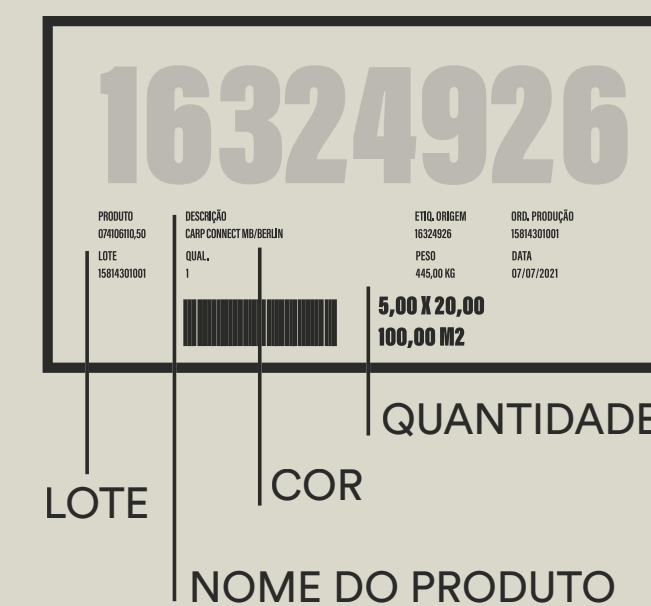 16324926
PRODUTO DESCRIÇÃO ETIQ. ORIGEM ORD. PRODUÇÃO
074106110,50 CARP CONNECT MB/BERLIN 16324926 15814301001
LOTE QUAL. PESO DATA
15814301001 1 445,00 KG 07/07/2021
5,00 X 20,00
100,00 M2
QUANTIDADE
COR
LOTE
NOME DO PRODUTO